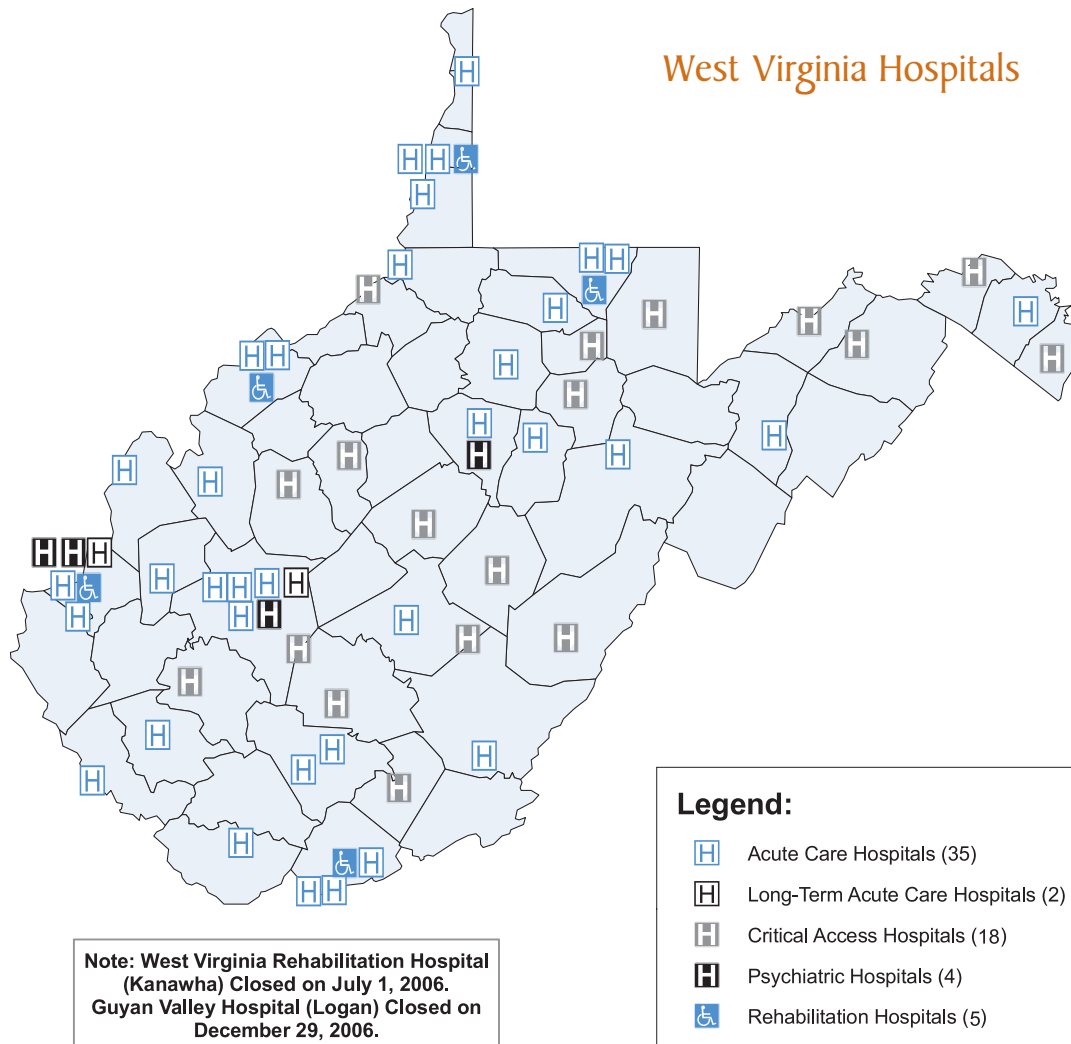 West Virginia Hospitals
Note: West Virginia Rehabilitation Hospital
(Kanawha) Closed on July 1, 2006.
Guyan Valley Hospital (Logan) Closed on
December 29, 2006.
Legend:
H Acute Care Hospitals (35)
H Long-Term Acute Care Hospitals (2)
H Critical Access Hospitals (18)
H Psychiatric Hospitals (4)
Rehabilitation Hospitals (5)